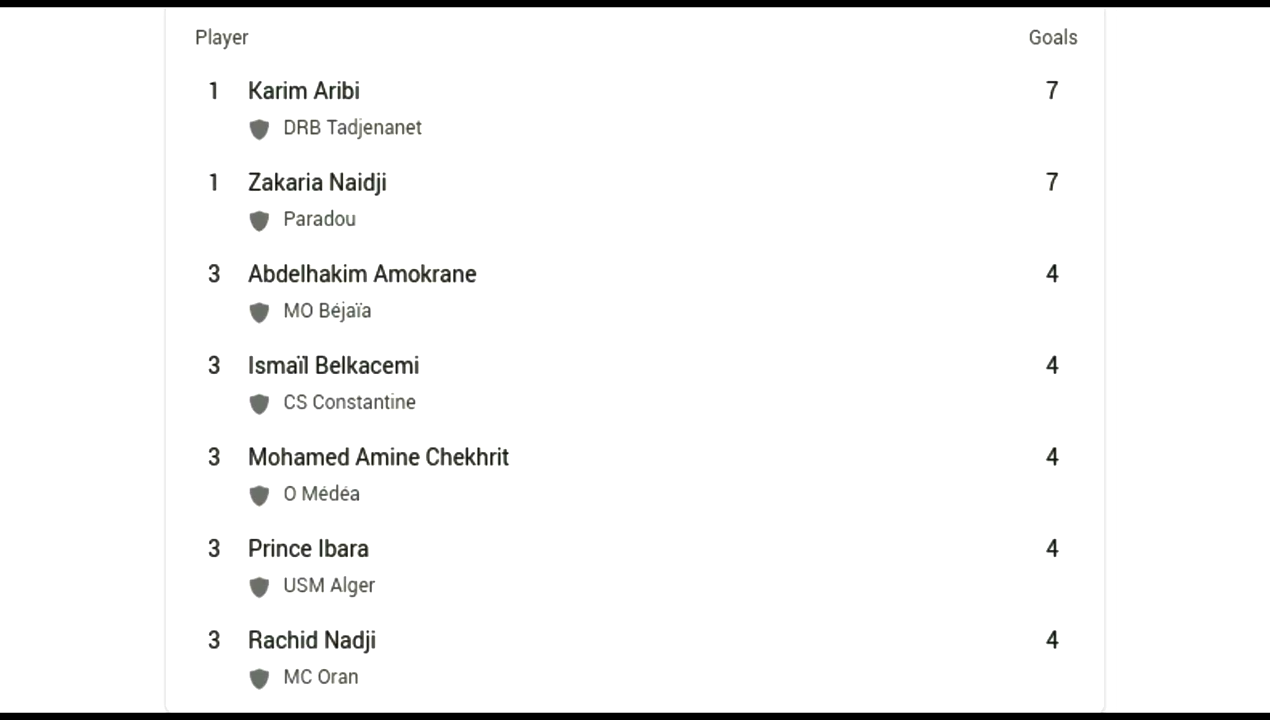 Player Goals
1 Karim Aribi 7
DRB Tadjenanet
1 Zakaria Naidji 7
Paradou
3 Abdelhakim Amokrane 4
MO Béjaïa
3 Ismaïl Belkacemi 4
CS Constantine
3 Mohamed Amine Chekhrit 4
O Médéa
3 Prince Ibara 4
USM Alger
3 Rachid Nadji 4
MC Oran